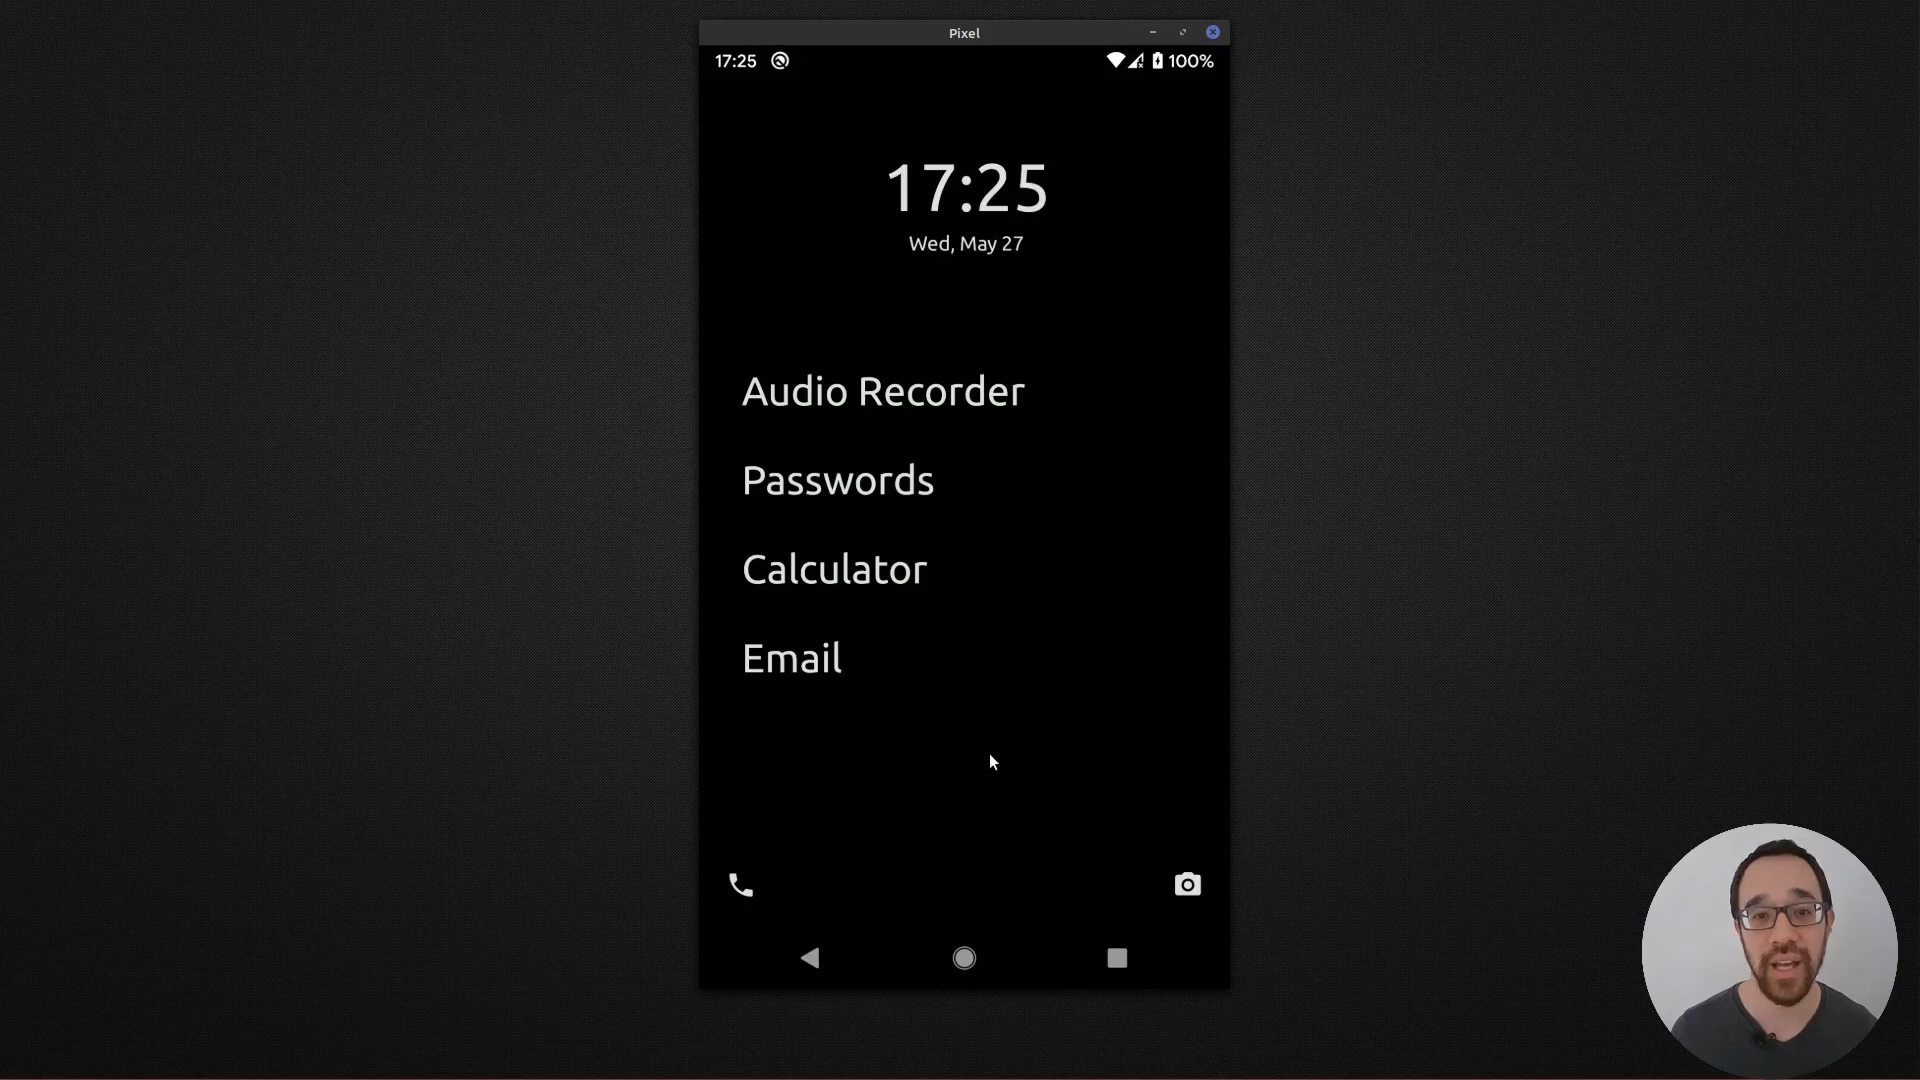 Pixel
17:25 100%
17:25
Wed, May 27
Audio Recorder
Passwords
Calculator
Email